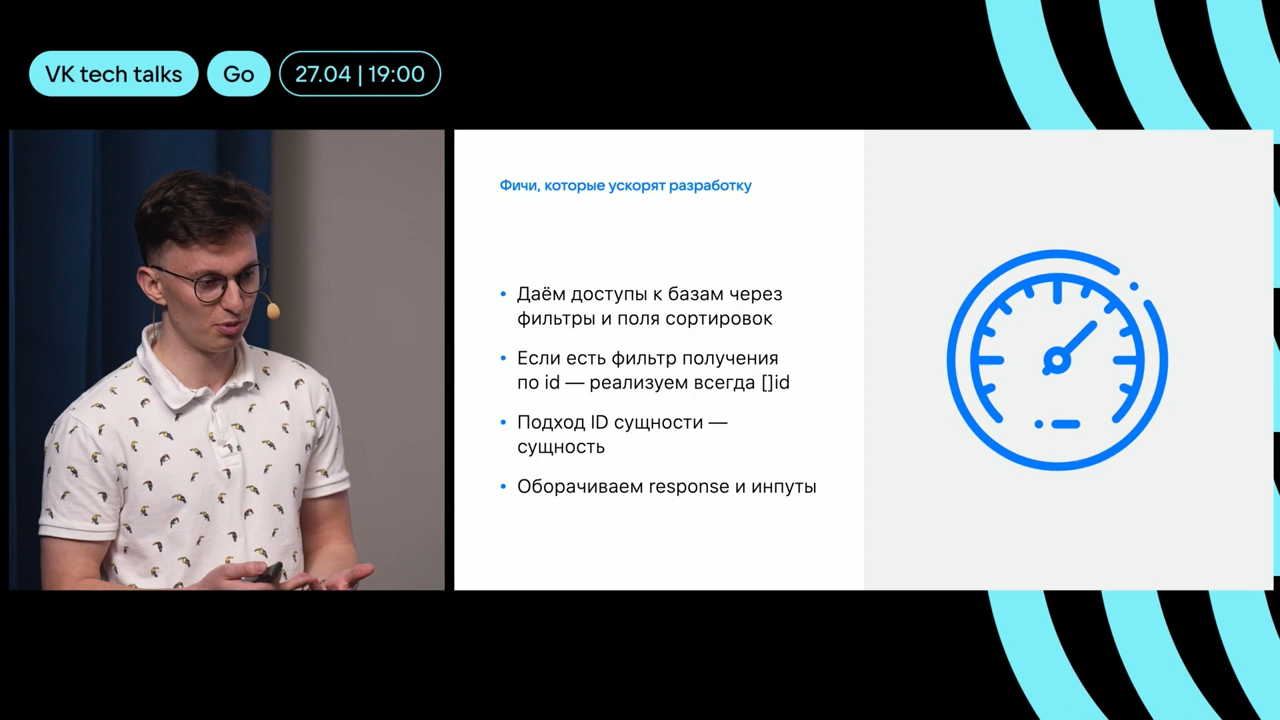 VK tech talks Go 27.04 | 19:00
Фичи, которые ускорят разработку
• Даём доступы к базам через
фильтры и поля сортировок
• Если есть фильтр получения
по id — реализуем всегда []id
• Подход ID сущности —
сущность
• Оборачиваем response и инпуты